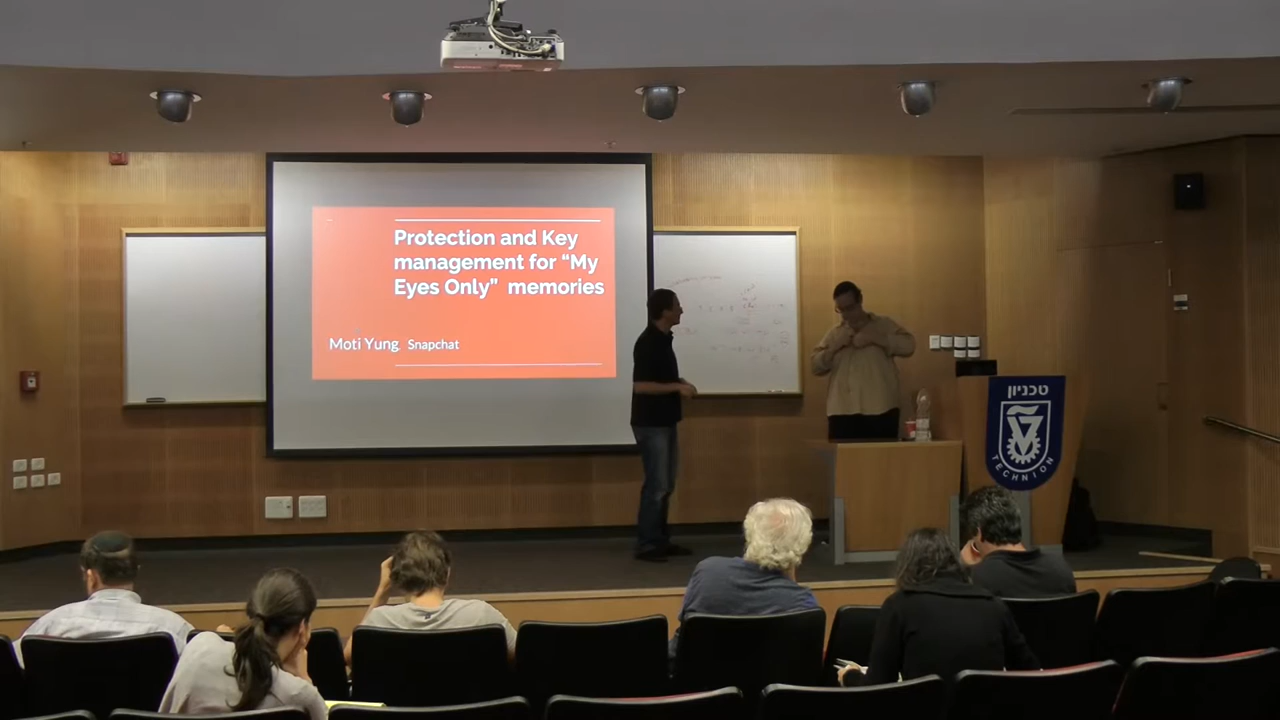 Protection and Key
management for “My
Eyes Only” memories
Moti Yung, Snapchat
טכניון
TECHNION